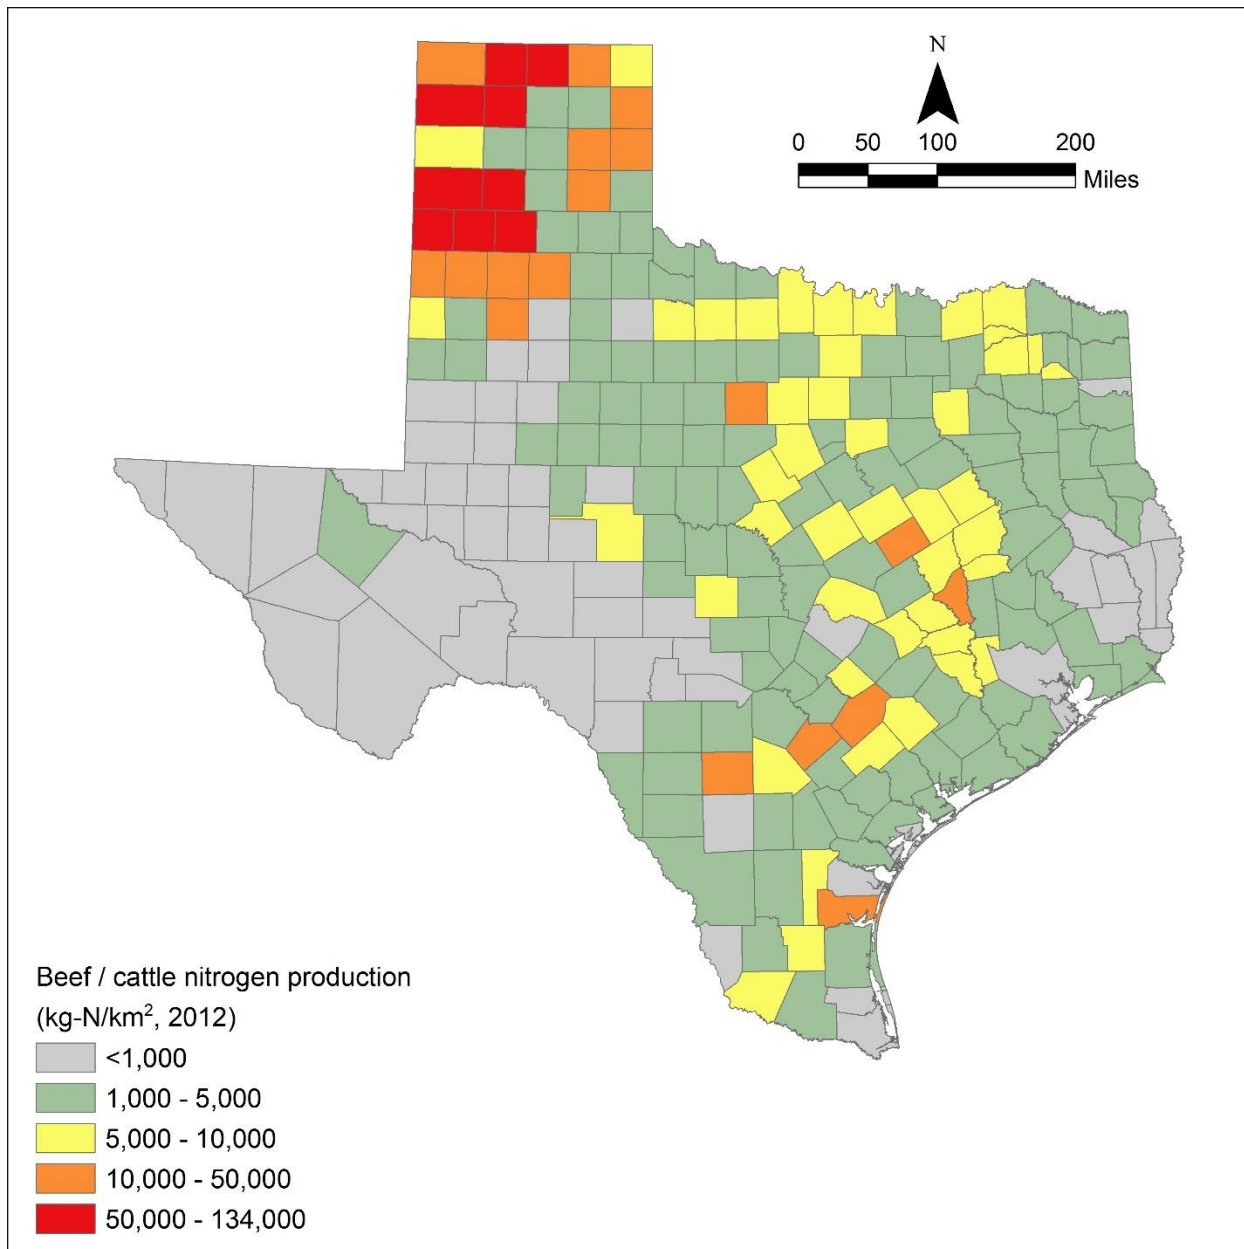 N
0 50 100 200
Miles
Beef / cattle nitrogen production
(kg-N/km², 2012)
<1,000
1,000 - 5,000
5,000 - 10,000
10,000 - 50,000
50,000 - 134,000